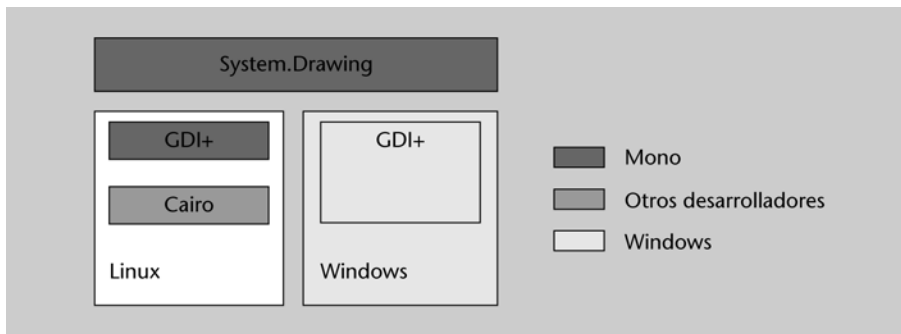 System.Drawing
GDI+
Cairo
Linux
GDI+
Windows
Mono
Otros desarrolladores
Windows